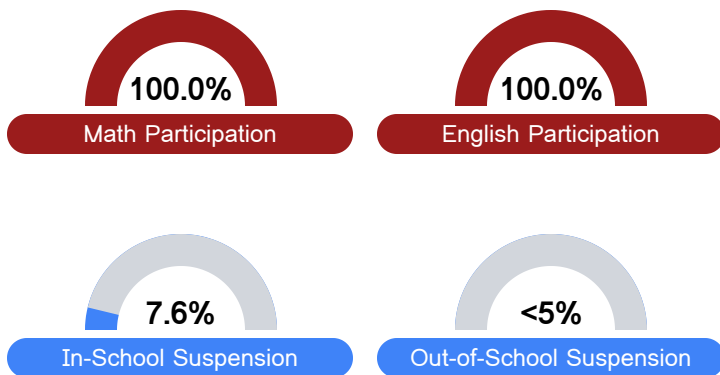 100.0%
Math Participation
100.0%
English Participation
7.6%
In-School Suspension
<5%
Out-of-School Suspension